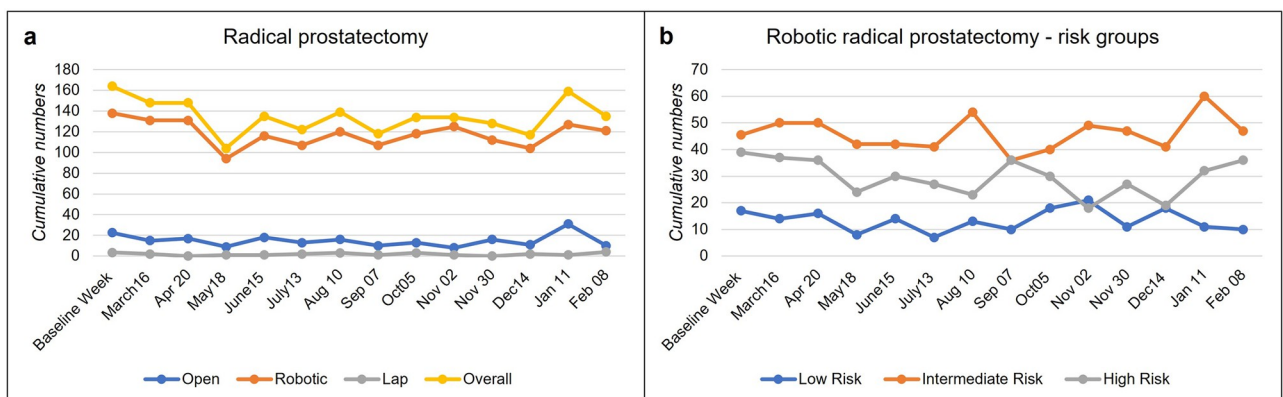 a
Radical prostatectomy
Cumulative numbers
180
160
140
120
100
80
60
40
20
0
Baseline Week
March16
Apr 20
May18
June15
July13
Aug 10
Sep 07
Oct05
Nov 02
Nov 30
Dec14
Jan 11
Feb 08
Open Robotic Lap Overall
b
Robotic radical prostatectomy - risk groups
Cumulative numbers
70
60
50
40
30
20
10
0
Baseline Week
March16
Apr 20
May18
June15
July13
Aug 10
Sep 07
Oct05
Nov 02
Nov 30
Dec14
Jan 11
Feb 08
Low Risk Intermediate Risk High Risk